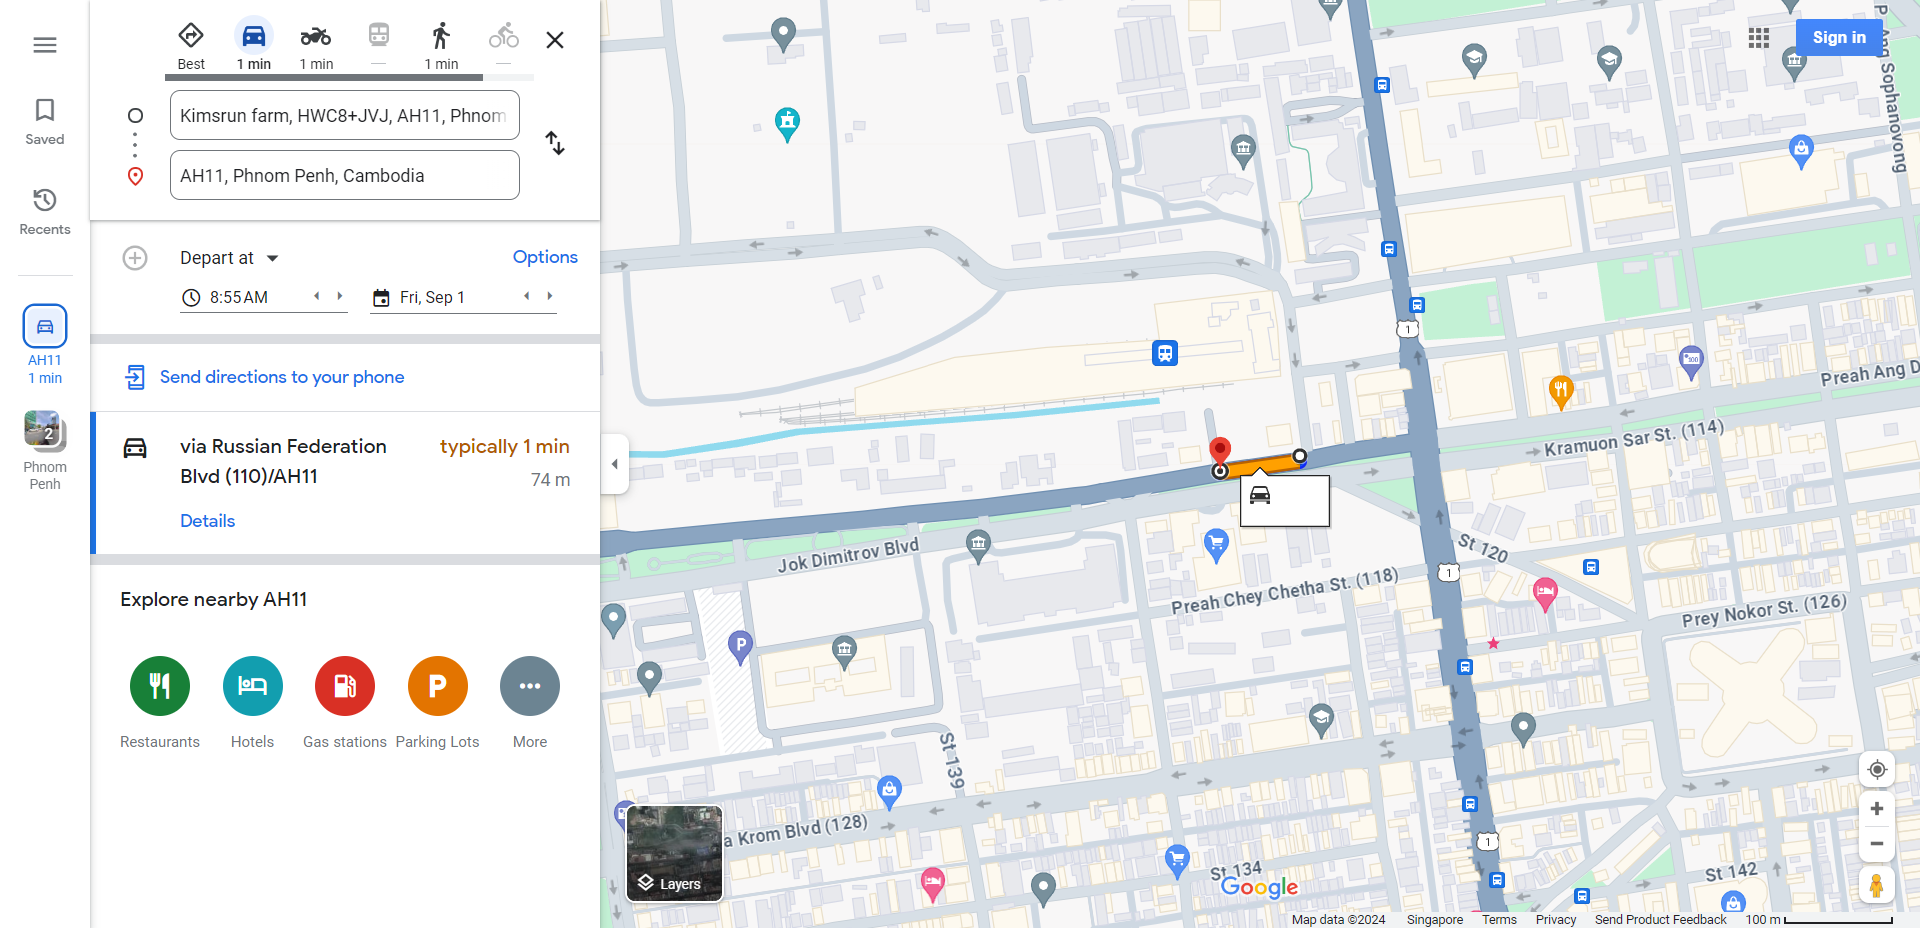 Best
1 min
1 min
—
1 min
—
Kimsrun farm, HWC8+JVJ, AH11, Phnom
AH11, Phnom Penh, Cambodia
Saved
Recents
AH11
1 min
2
Phnom
Penh
Depart at
Options
8:55 AM
Fri, Sep 1
Send directions to your phone
via Russian Federation
Blvd (110)/AH11
typically 1 min
74 m
Details
Explore nearby AH11
Restaurants
Hotels
Gas stations
Parking Lots
More
Sign in
P Ang Sophanovong
1
Preah Ang D
Kramuon Sar St. (114)
Jok Dimitrov Blvd
St 120
1
Preah Chey Chetha St. (118)
Prey Nokor St. (126)
St 139
a Krom Blvd (128)
1
St 134
St 142
Layers
Google
Map data ©2024
Singapore
Terms
Privacy
Send Product Feedback
100 m